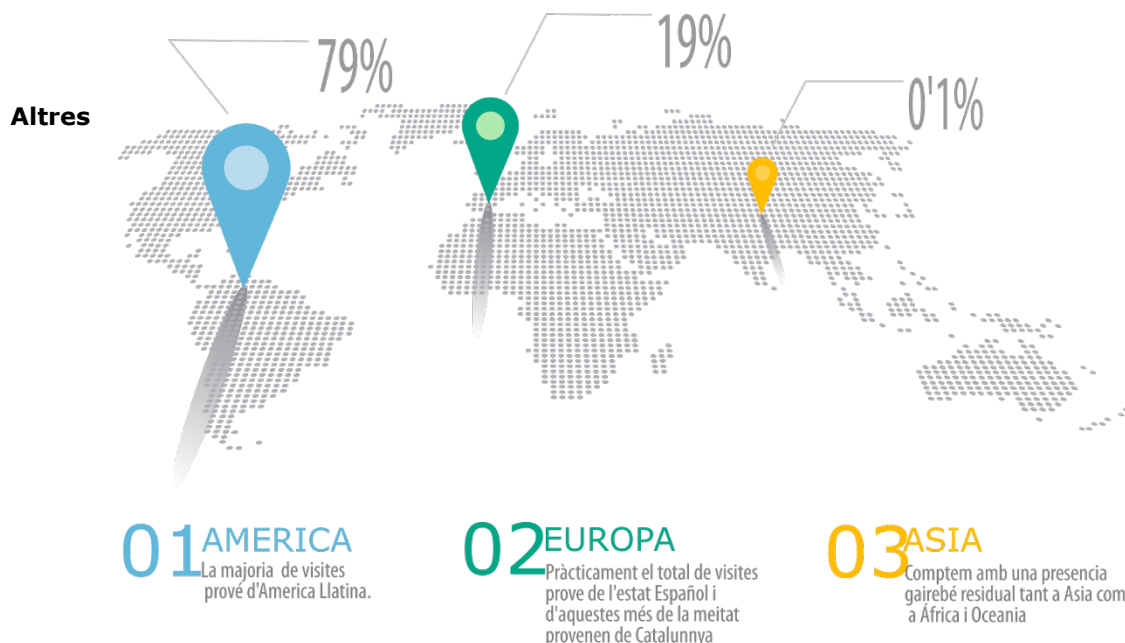 79%
19%
0'1%
Altres
01 AMERICA
La majoria de visites
prové d'America Llatina.
02 EUROPA
Pràcticament el total de visites
prove de l'estat Español i
d'aquestes més de la meitat
provenen de Catalunnya
03 ASIA
Comptem amb una presencia
gairebé residual tant a Asia com
a África i Oceania